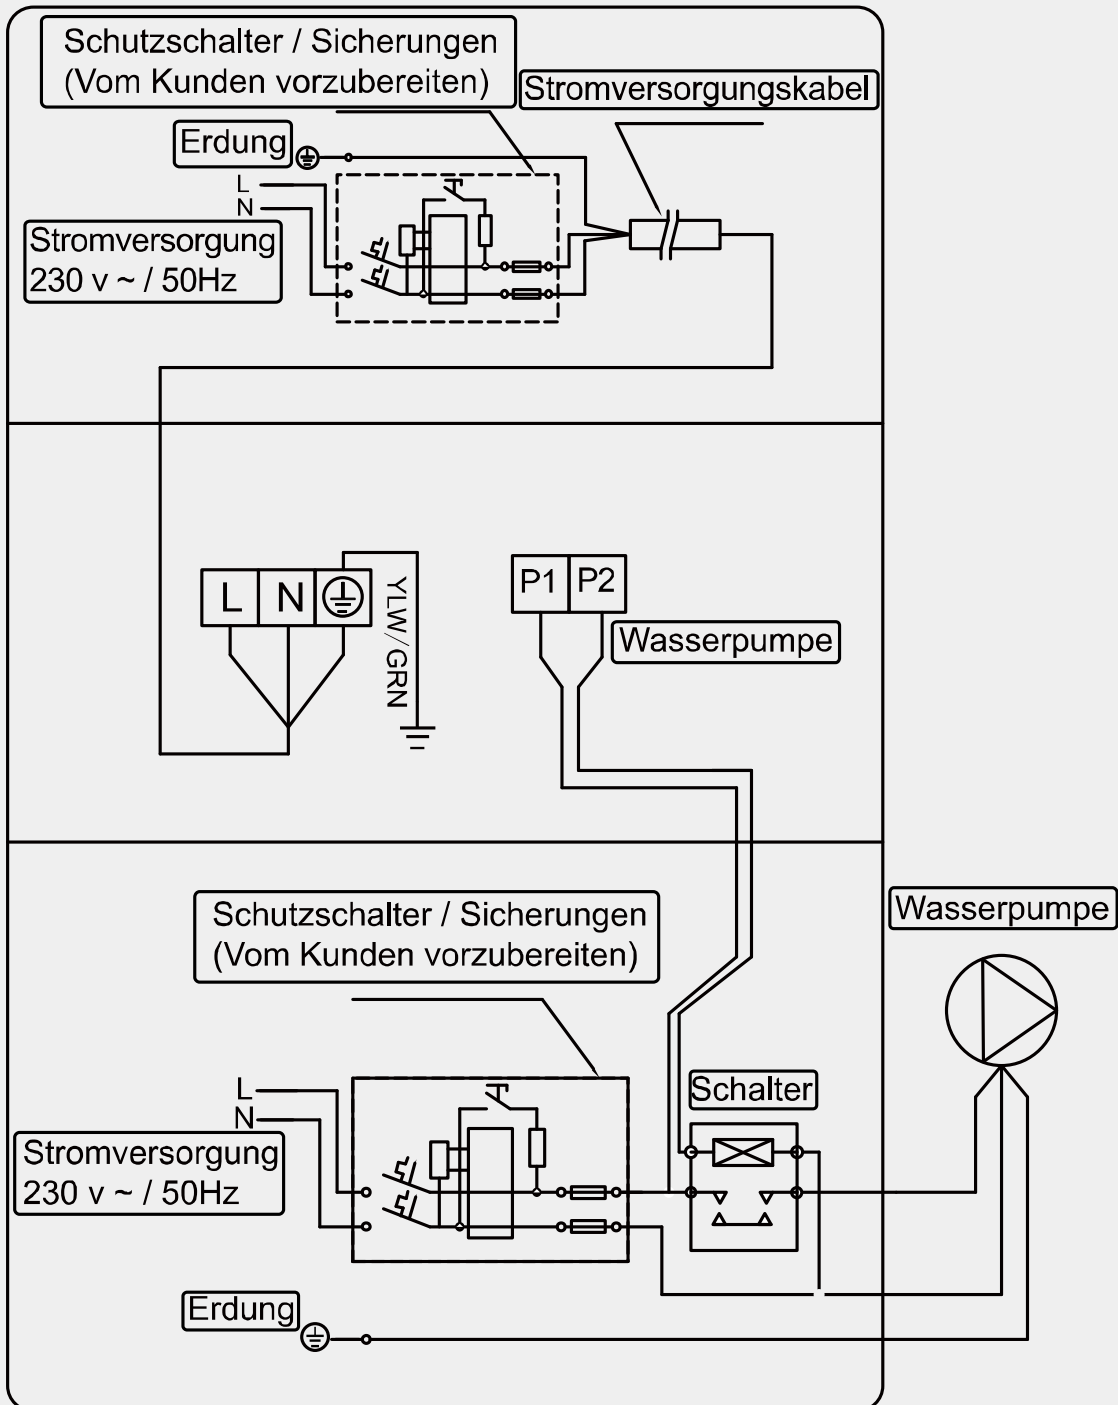 Schutzschalter / Sicherungen
(Vom Kunden vorzubereiten)
Stromversorgungskabel
Erdung
L
N
Stromversorgung
230 v ~ / 50Hz
L N
YLW/GRN
P1 P2
Wasserpumpe
Schutzschalter / Sicherungen
(Vom Kunden vorzubereiten)
Wasserpumpe
L
N
Schalter
Stromversorgung
230 v ~ / 50Hz
Erdung